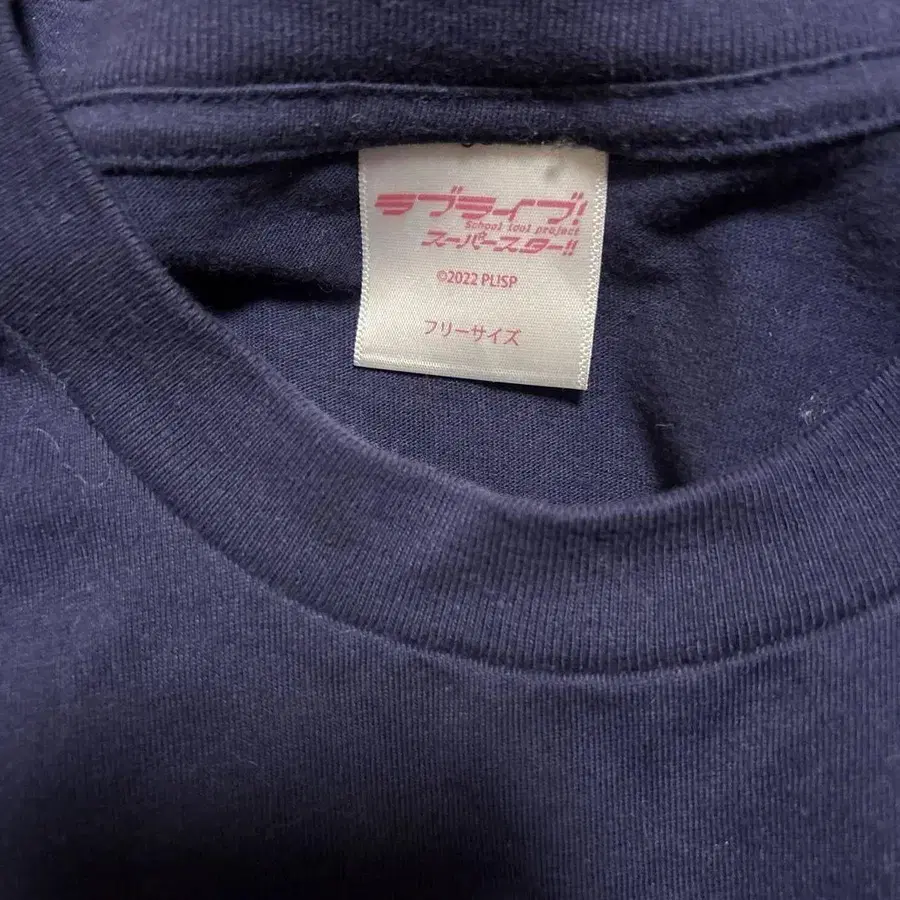 ラブライブ!
School idol project
スーパースター!!
©2022 PLISP
フリーサイズ